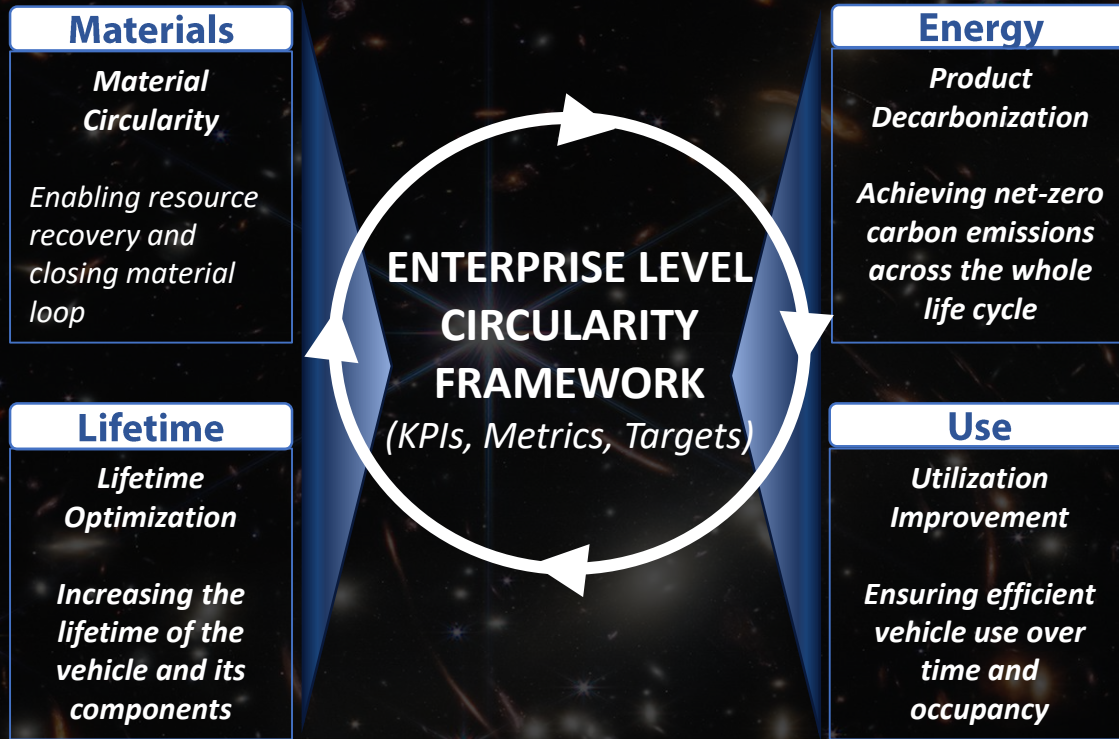 Materials
Material
Circularity
Enabling resource
recovery and
closing material
loop
Energy
Product
Decarbonization
Achieving net-zero
carbon emissions
across the whole
life cycle
ENTERPRISE LEVEL
CIRCULARITY
FRAMEWORK
(KPIs, Metrics, Targets)
Lifetime
Lifetime
Optimization
Increasing the
lifetime of the
vehicle and its
components
Use
Utilization
Improvement
Ensuring efficient
vehicle use over
time and
occupancy